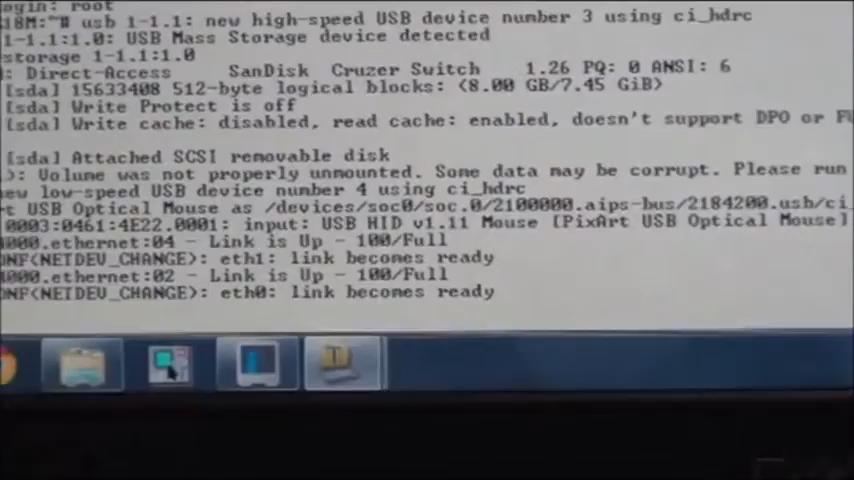 ogin: root
18M:~# usb 1-1.1: new high-speed USB device number 3 using ci_hdrc
1-1.1:1.0: USB Mass Storage device detected
storage 1-1.1:1.0
: Direct-Access     SanDisk  Cruzer Switch    1.26 PQ: 0 ANSI: 6
[sda] 15633408 512-byte logical blocks: (8.00 GB/7.45 GiB)
[sda] Write Protect is off
[sda] Write cache: disabled, read cache: enabled, doesn't support DPO or FU
[sda] Attached SCSI removable disk
): Volume was not properly unmounted. Some data may be corrupt. Please run
ew low-speed USB device number 4 using ci_hdrc
rt USB Optical Mouse as /devices/soc0/soc.0/2100000.aips-bus/2184200.usb/ci_
0003:0461:4E22.0001: input: USB HID v1.11 Mouse [PixArt USB Optical Mouse]
4000.ethernet:04 - Link is Up - 100/Full
ONF(NETDEV_CHANGE): eth1: link becomes ready
4000.ethernet:02 - Link is Up - 100/Full
ONF(NETDEV_CHANGE): eth0: link becomes ready